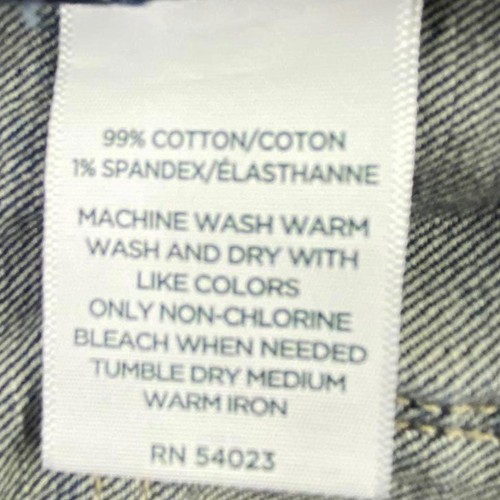 99% COTTON/COTON
1% SPANDEX/ÉLASTHANNE
MACHINE WASH WARM
WASH AND DRY WITH
LIKE COLORS
ONLY NON-CHLORINE
BLEACH WHEN NEEDED
TUMBLE DRY MEDIUM
WARM IRON
RN 54023